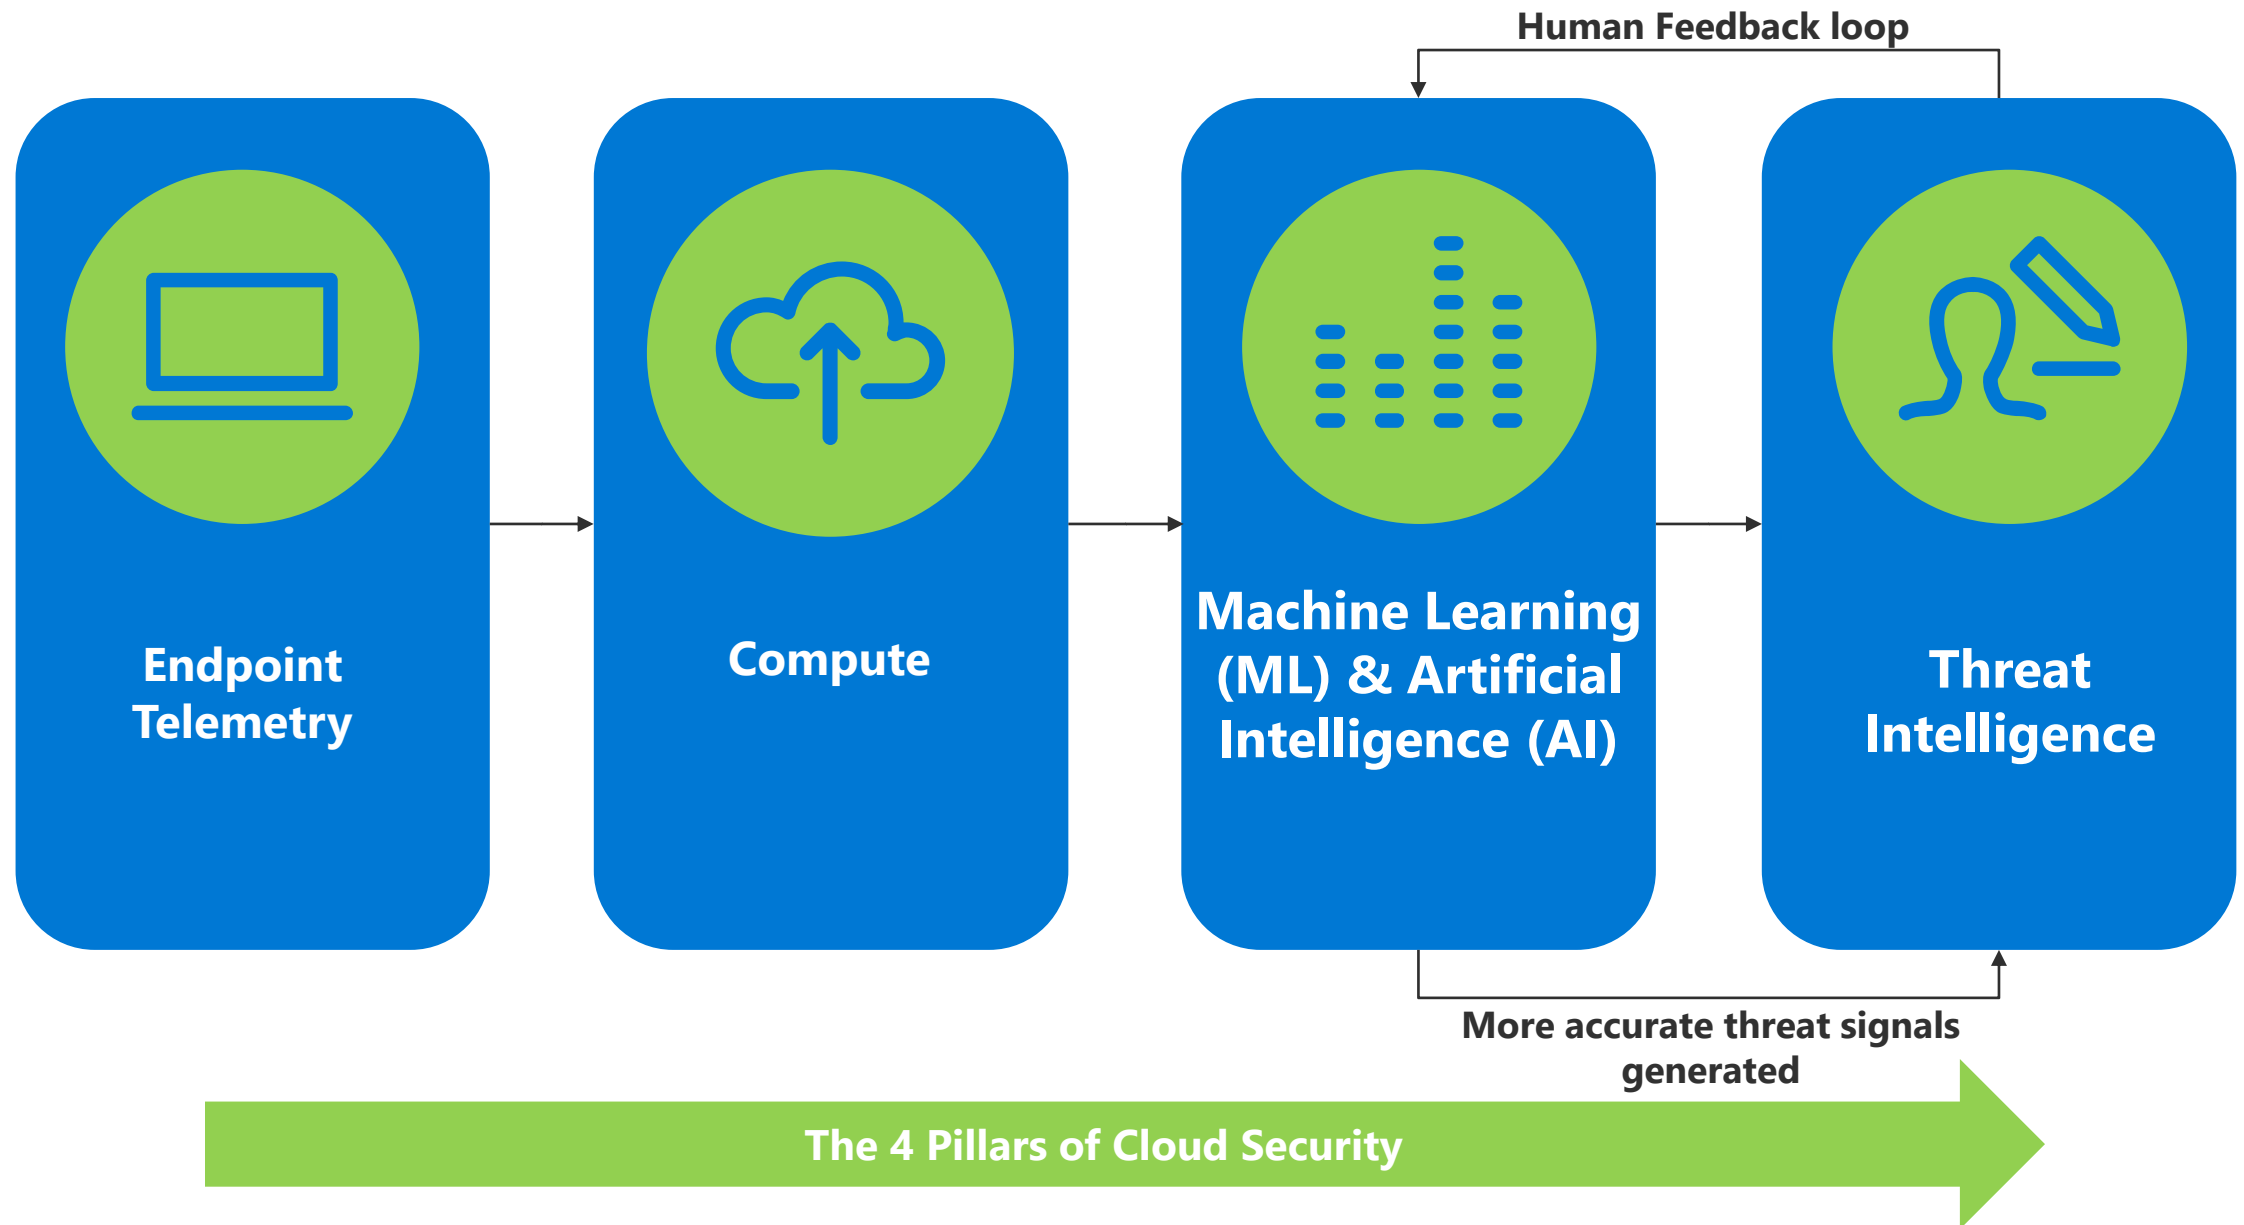 Human Feedback loop
Endpoint
Telemetry
Compute
Machine Learning
(ML) & Artificial
Intelligence (AI)
Threat
Intelligence
More accurate threat signals
generated
The 4 Pillars of Cloud Security